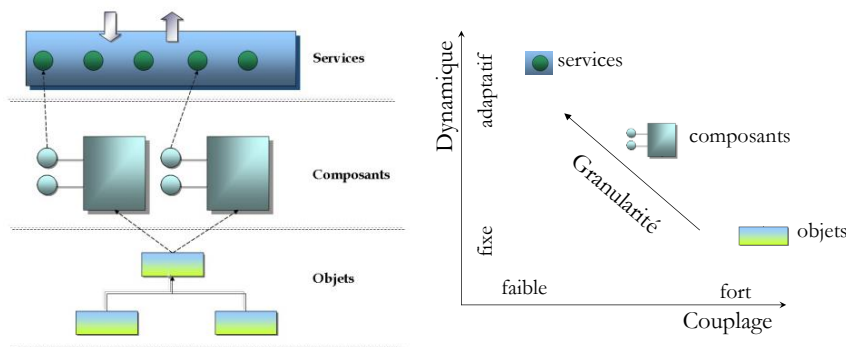 Services
Composants
Objets
Dynamique
adaptatif
fixe
services
composants
Granularité
objets
faible
fort
Couplage